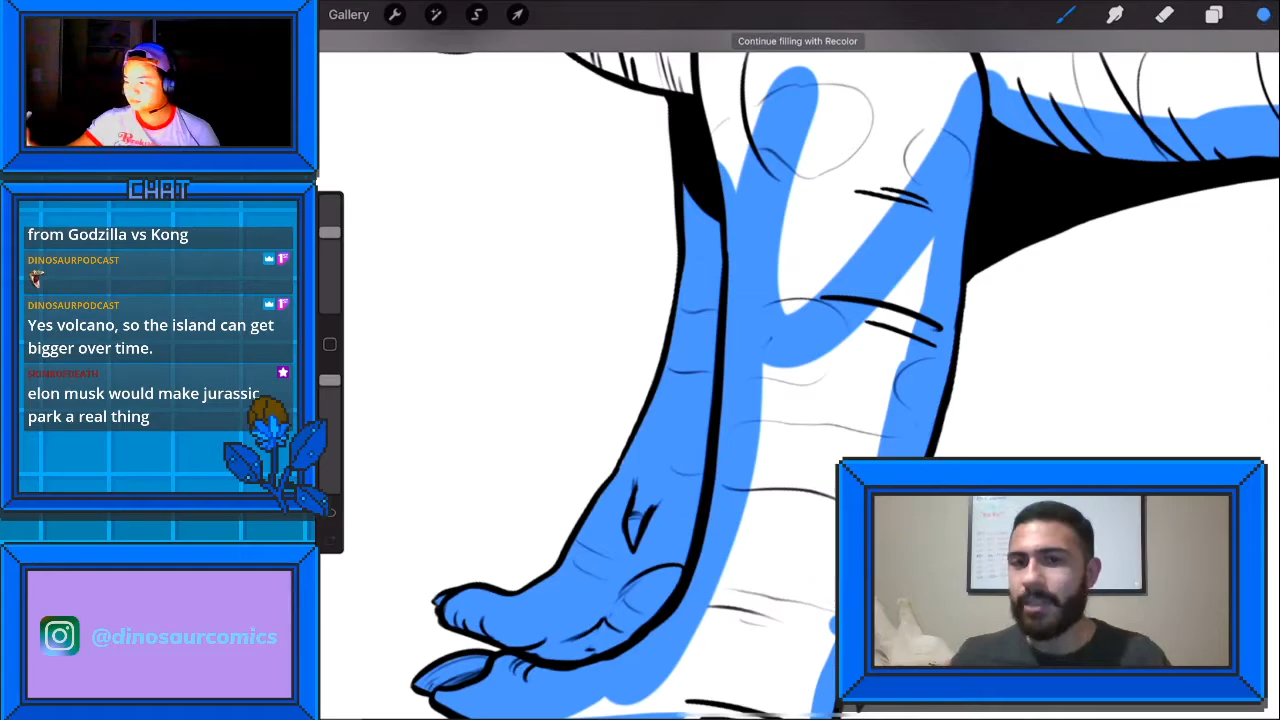 Gallery
Continue filling with Recolor
CHAT
from Godzilla vs Kong
DINOSAURPODCAST
DINOSAURPODCAST
Yes volcano, so the island can get
bigger over time.
elon musk would make jurassic
park a real thing
@dinosaurcomics